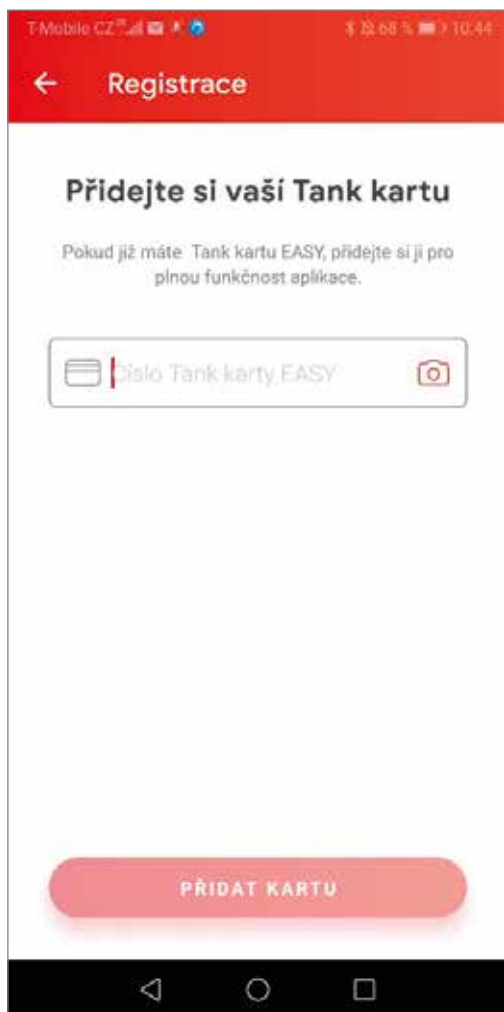 T-Mobile CZ 68 % 10:44
Registrace
Přidejte si vaší Tank kartu
Pokud již máte Tank kartu EASY, přidejte si ji pro
plnou funkčnost aplikace.
Číslo Tank karty EASY
PŘIDAT KARTU